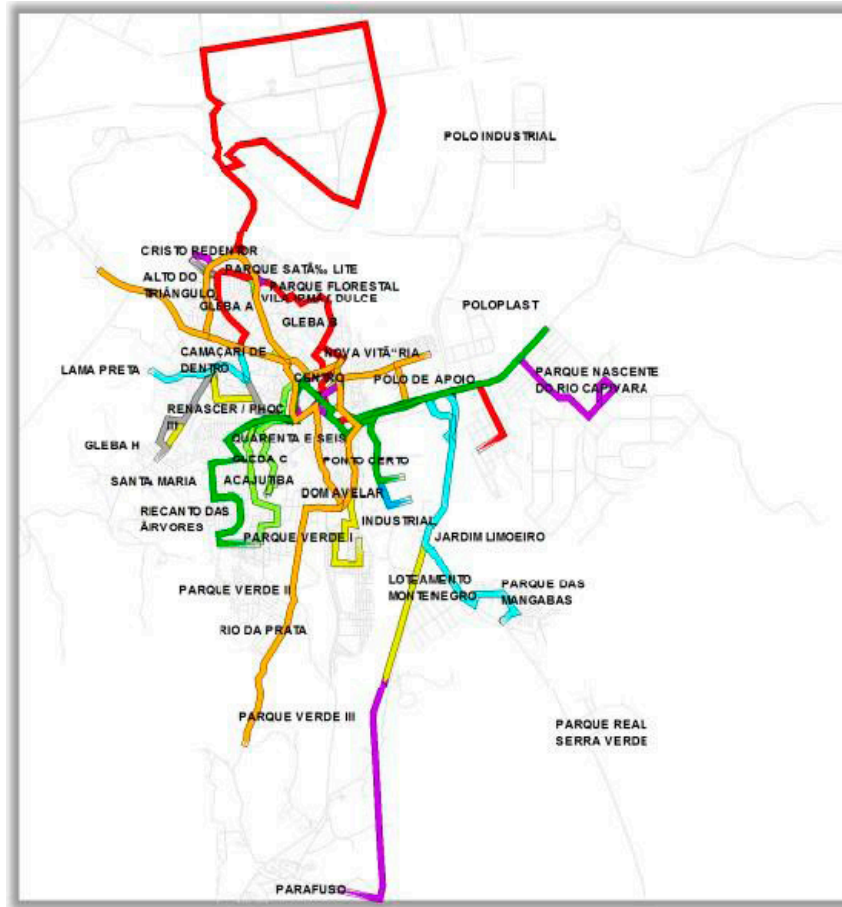 POLO INDUSTRIAL
CRISTO REDENTOR
PARQUE SATÃ‰ LITE
ALTO DO
TRIÂNGULO
PARQUE FLORESTAL
VILA IRMÃ DULCE
GLEBA A
GLEBA B
POLOPLAST
CAMAÇARI DE
DENTRO
NOVA VITÃ“RIA
LAMA PRETA
CENTRO
POLO DE APOIO
PARQUE NASCENTE
DO RIO CAPIVARA
RENASCER / PHOC
III
GLEBA H
QUARENTA E SEIS
GLEBA C
PONTO CERTO
SANTA MARIA
ACAJUTIBA
DOM AVELAR
RECANTO DAS
ÁRVORES
INDUSTRIAL
PARQUE VERDE I
JARDIM LIMOEIRO
PARQUE VERDE II
LOTEAMENTO
MONTENEGRO
PARQUE DAS
MANGABAS
RIO DA PRATA
PARQUE VERDE III
PARQUE REAL
SERRA VERDE
PARAFUSO